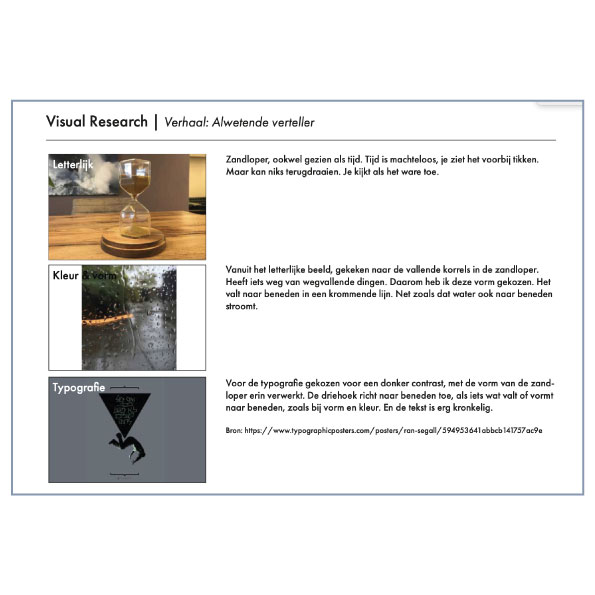 Visual Research | Verhaal: Alwetende verteller
Letterlijk
Zandloper, ookwel gezien als tijd. Tijd is machteloos, je ziet het voorbij tikken.
Maar kan niks terugdraaien. Je kijkt als het ware toe.
Kleur & vorm
Vanuit het letterlijke beeld, gekeken naar de vallende korrels in de zandloper.
Heeft iets weg van wegvallende dingen. Daarom heb ik deze vorm gekozen. Het
valt naar beneden in een krommende lijn. Net zoals dat water ook naar beneden
stroomt.
Typografie
Voor de typografie gekozen voor een donker contrast, met de vorm van de zand-
loper erin verwerkt. De driehoek richt naar beneden toe, als iets wat valt of vormt
naar beneden, zoals bij vorm en kleur. En de tekst is erg kronkelig.
Bron: https://www.typographicposters.com/posters/ran-segall/594953641abbcb141757ac9e